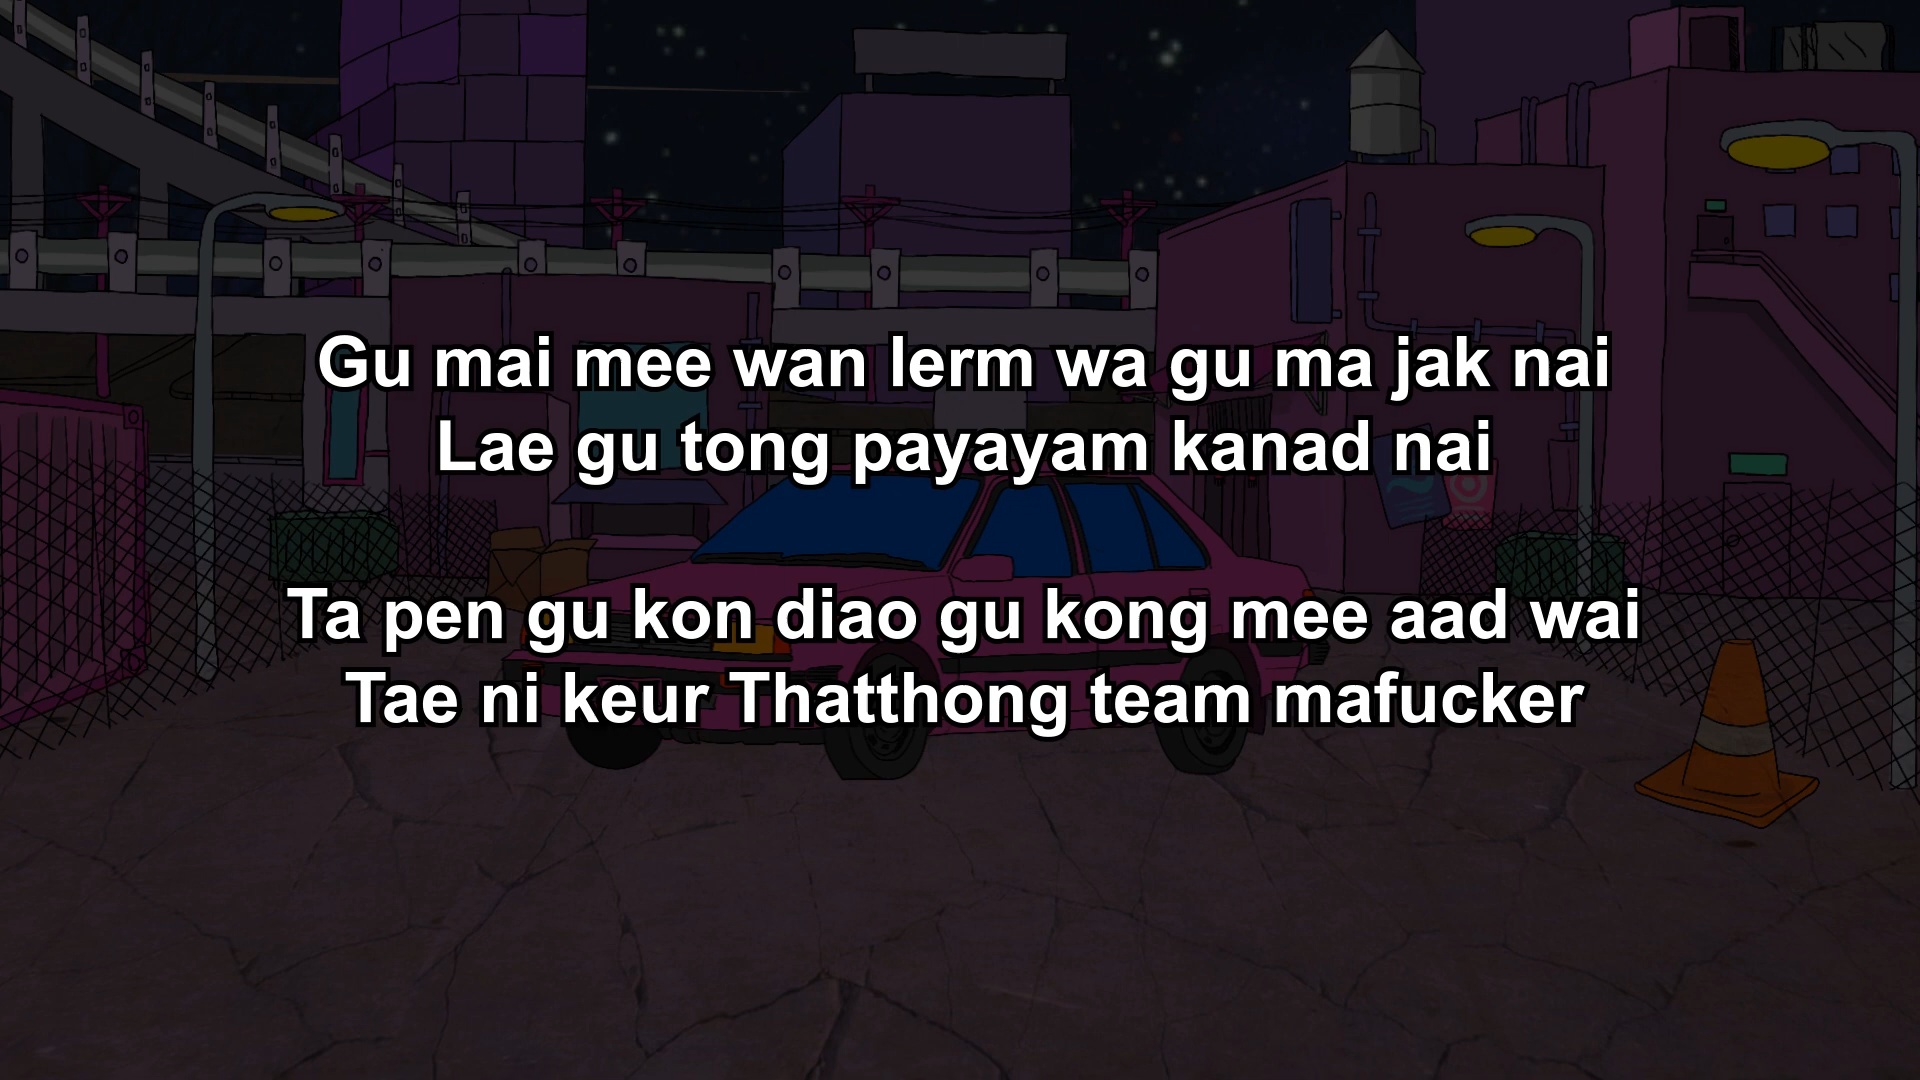 Gu mai mee wan lerm wa gu ma jak nai
Lae gu tong payayam kanad nai
Ta pen gu kon diao gu kong mee aad wai
Tae ni keur Thatthong team mafucker